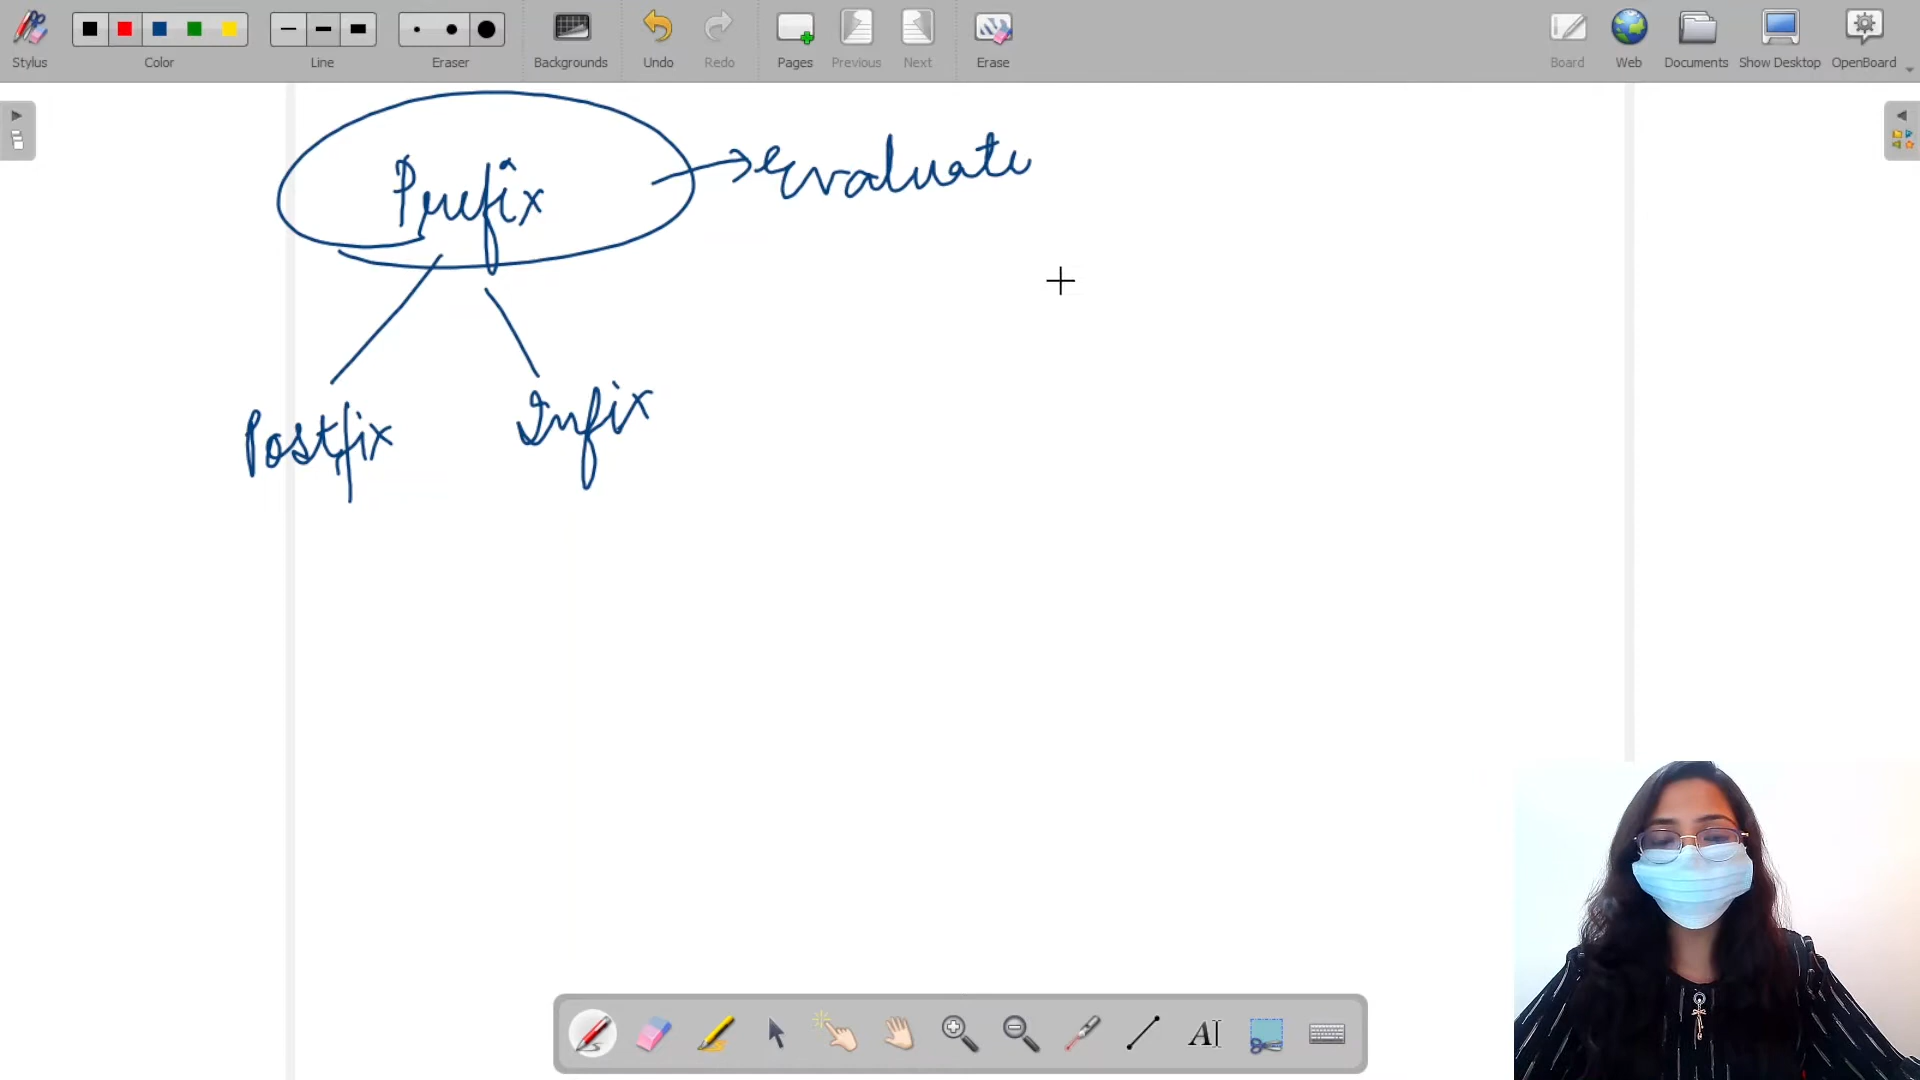 Stylus Color Line Eraser Backgrounds Undo Redo Pages Previous Next Erase Board Web Documents Show Desktop OpenBoard
Prefix → evaluate
Postfix Infix
A